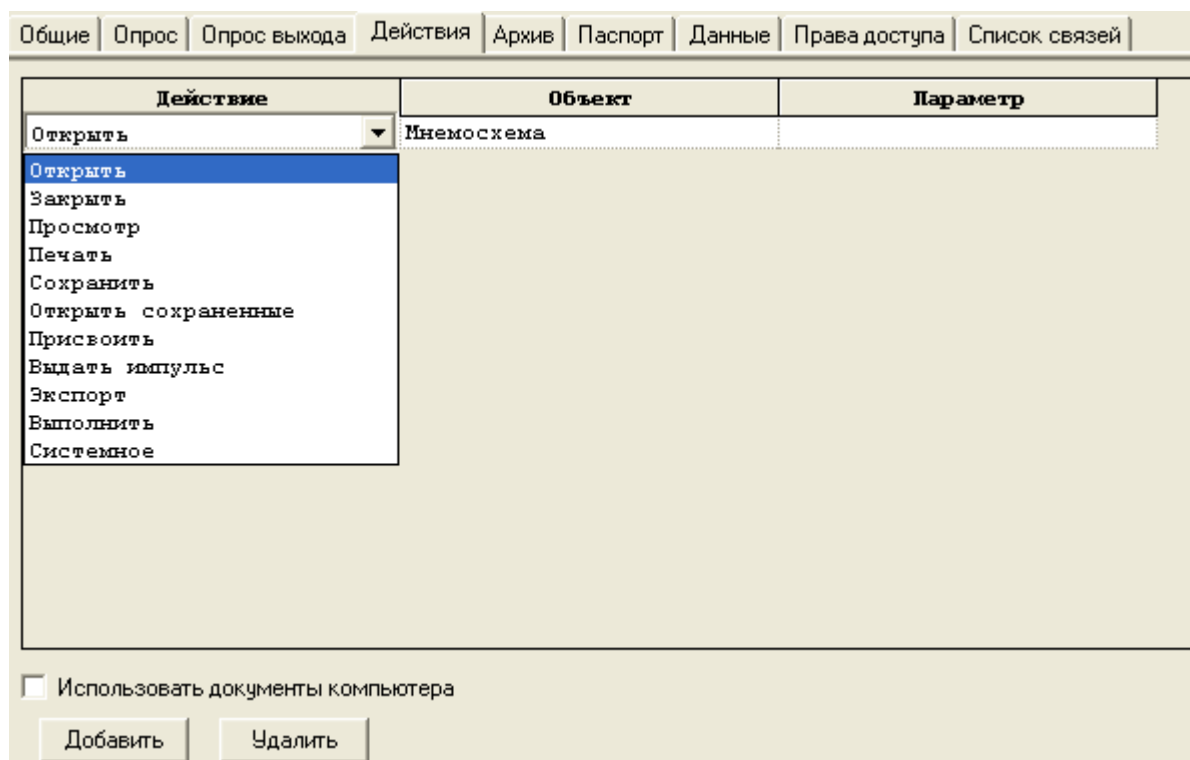 Общие Опрос Опрос выхода Действия Архив Паспорт Данные Права доступа Список связей
Действие Объект Параметр
Открыть Мнемосхема
Открыть
Закрыть
Просмотр
Печать
Сохранить
Открыть сохраненные
Присвоить
Выдать импульс
Экспорт
Выполнить
Системное
Использовать документы компьютера
Добавить Удалить